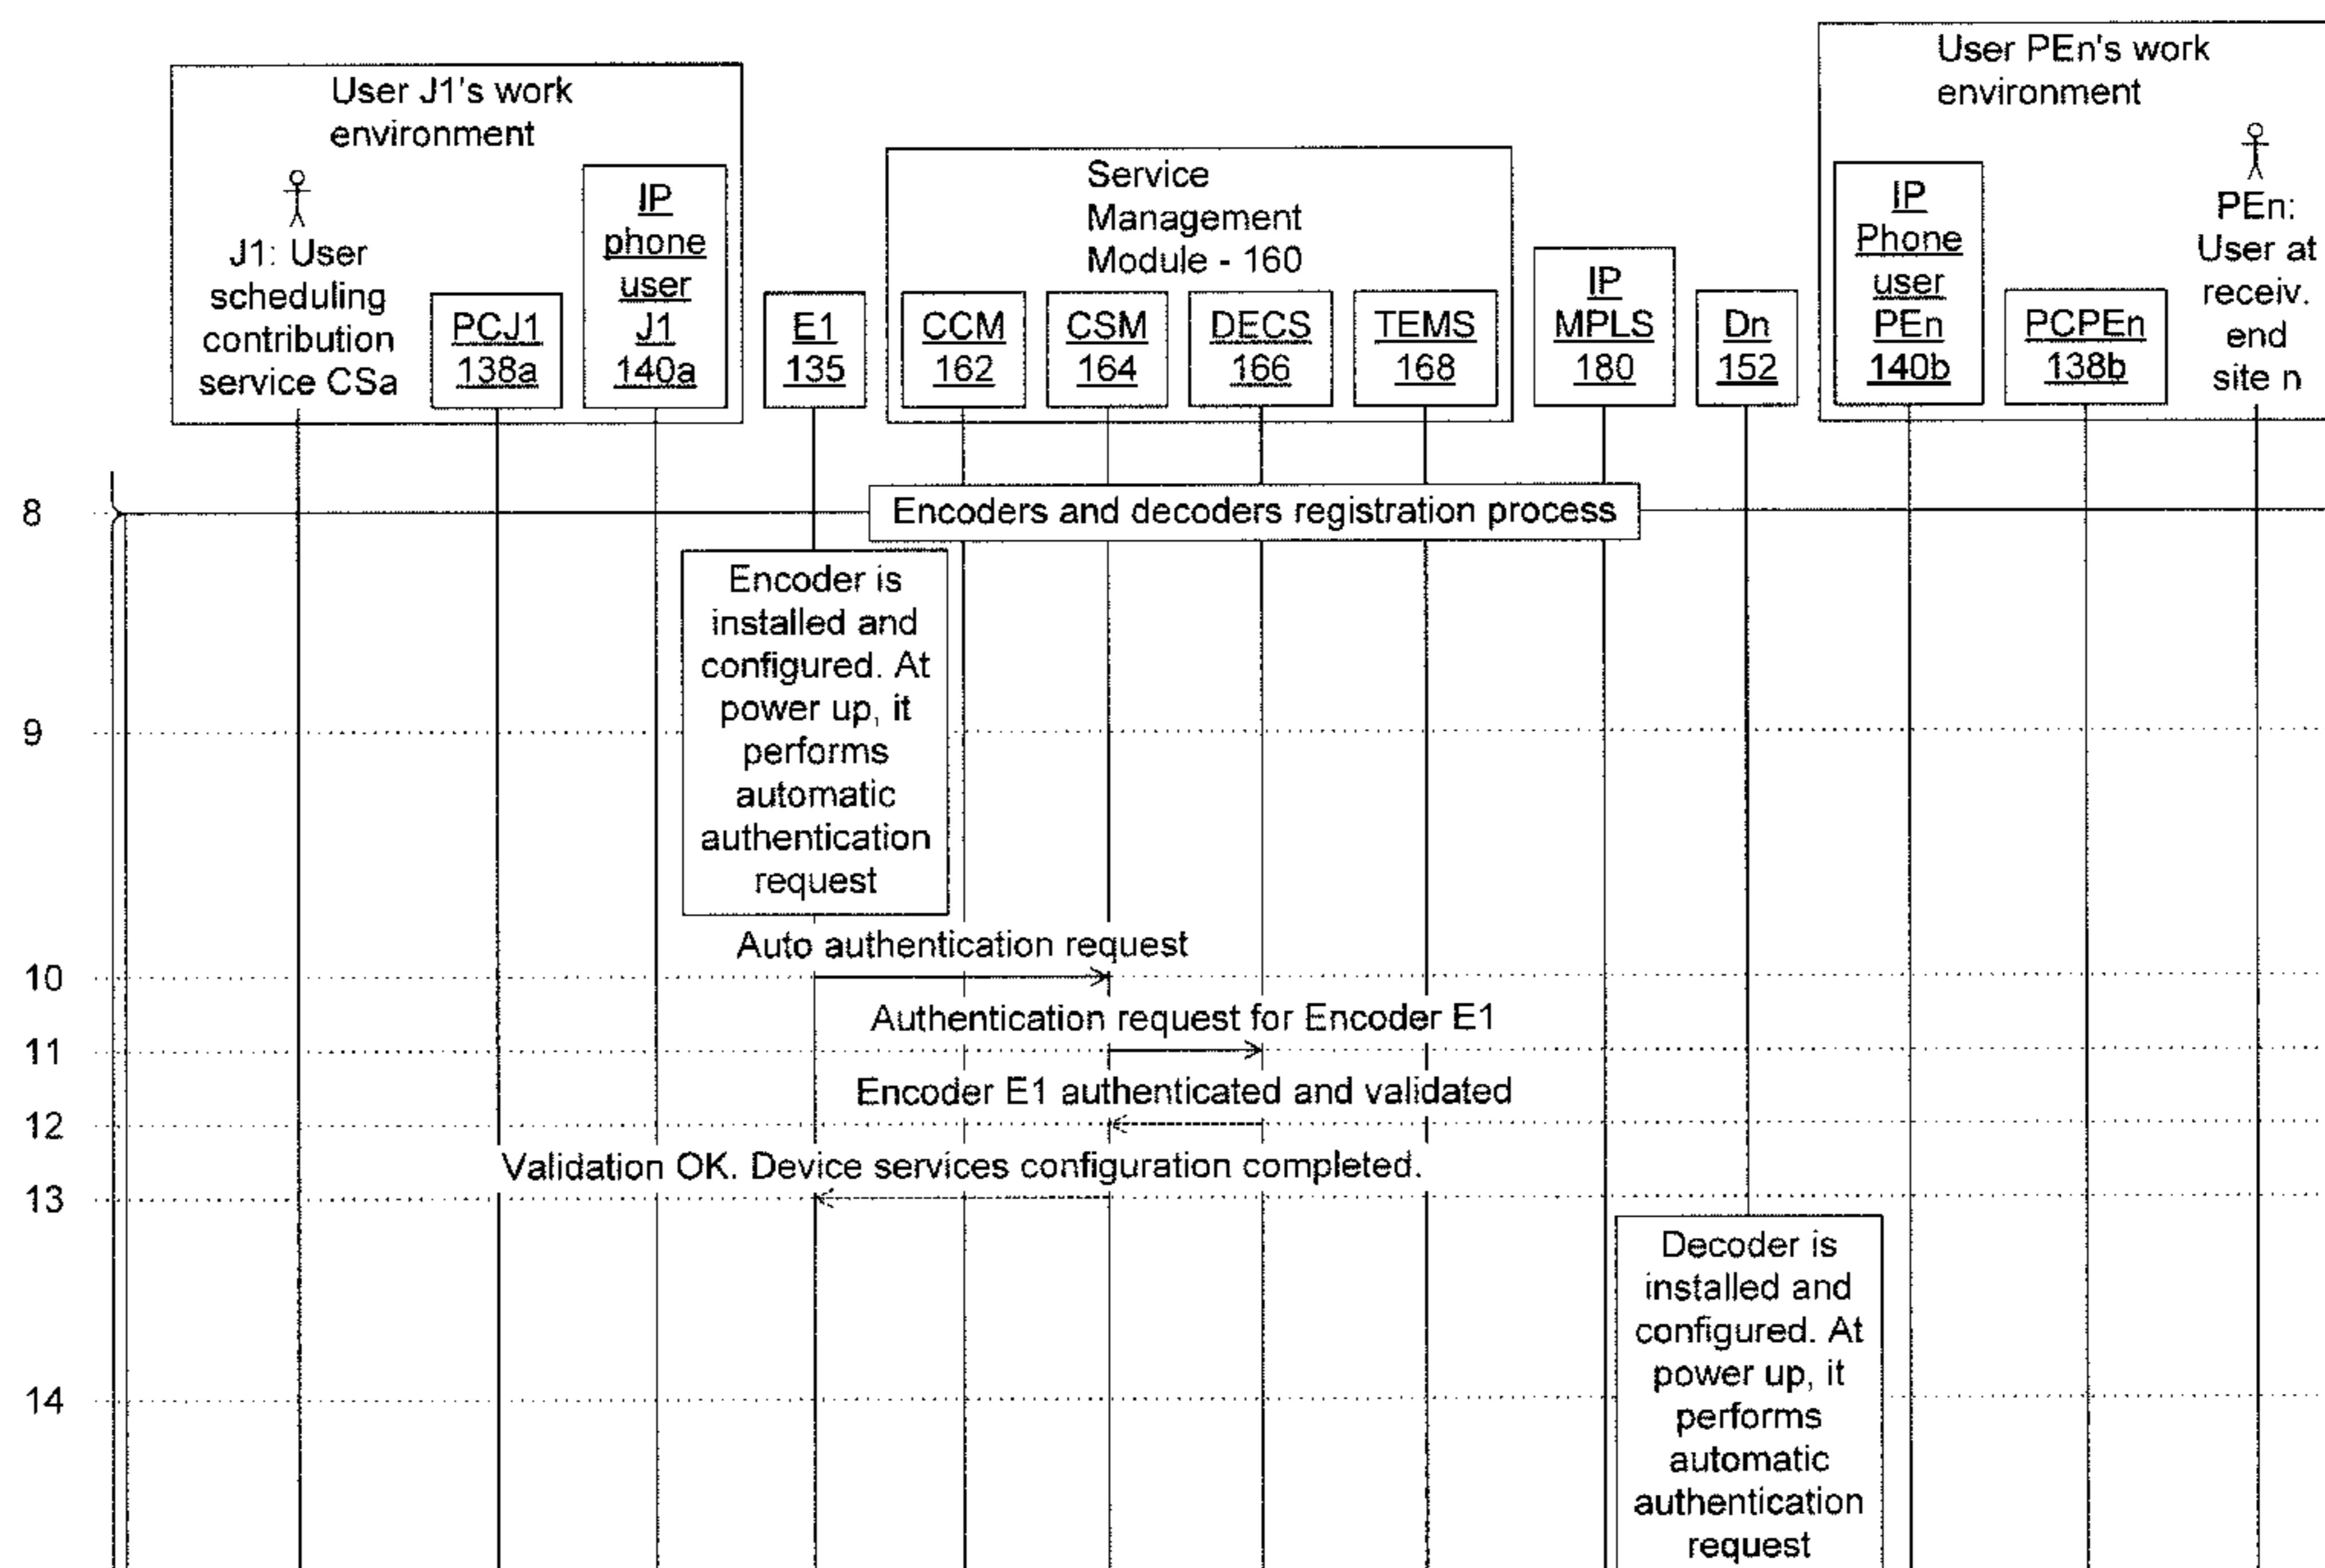 User J1's work
environment
J1: User
scheduling
contribution
service CSa
PCJ1
138a
IP
phone
user
J1
140a
E1
135
Service
Management
Module - 160
CCM
162
CSM
164
DECS
166
TEMS
168
IP
MPLS
180
Dn
152
User PEn's work
environment
IP
Phone
user
PEn
140b
PCPEn
138b
PEn:
User at
receiv.
end
site n
8
Encoders and decoders registration process
Encoder is
installed and
configured. At
power up, it
performs
automatic
authentication
request
9
Auto authentication request
10
Authentication request for Encoder E1
11
Encoder E1 authenticated and validated
12
Validation OK. Device services configuration completed.
13
Decoder is
installed and
configured. At
power up, it
performs
automatic
authentication
request
14